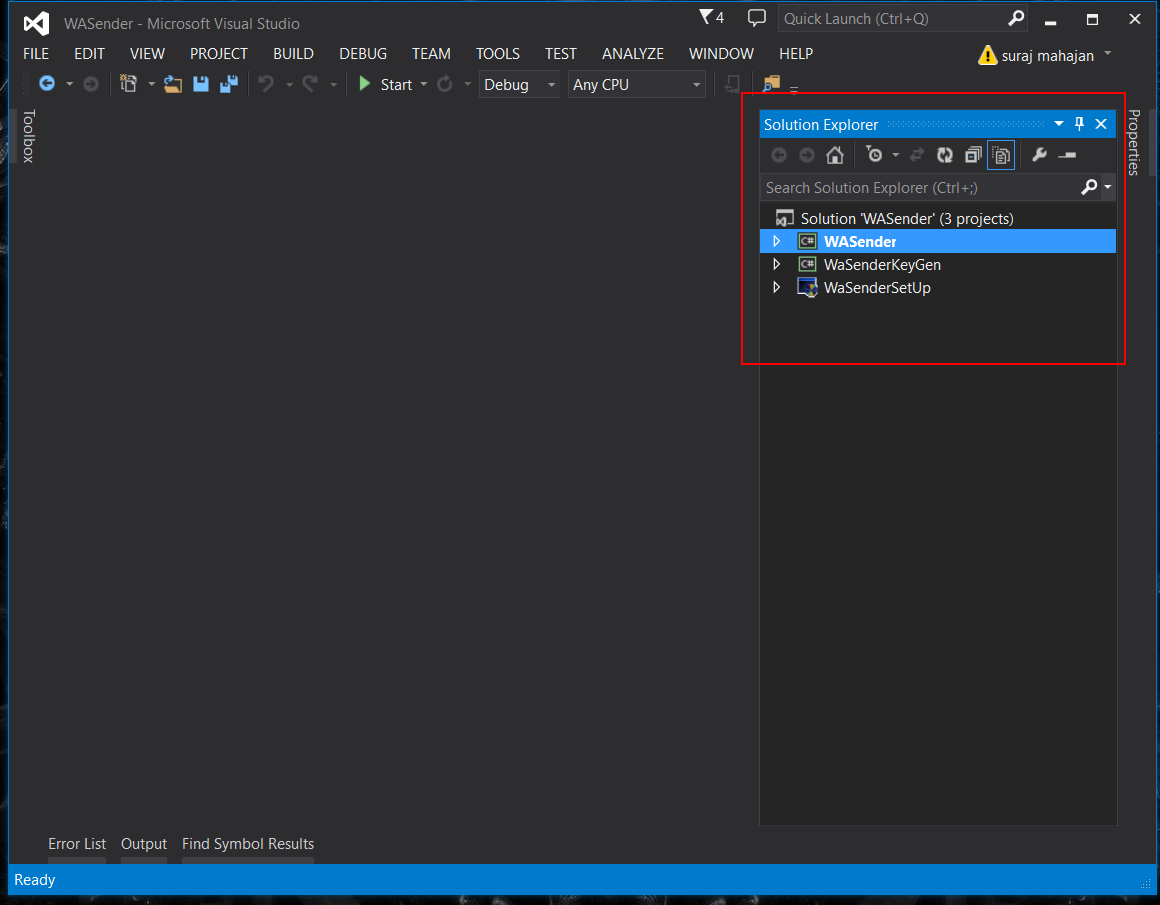 WASender - Microsoft Visual Studio
4
Quick Launch (Ctrl+Q)
FILE EDIT VIEW PROJECT BUILD DEBUG TEAM TOOLS TEST ANALYZE WINDOW HELP
suraj mahajan
Start Debug Any CPU
Toolbox
Solution Explorer
Search Solution Explorer (Ctrl+;)
Solution 'WASender' (3 projects)
C# WASender
C# WaSenderKeyGen
WaSenderSetUp
Properties
Error List Output Find Symbol Results
Ready